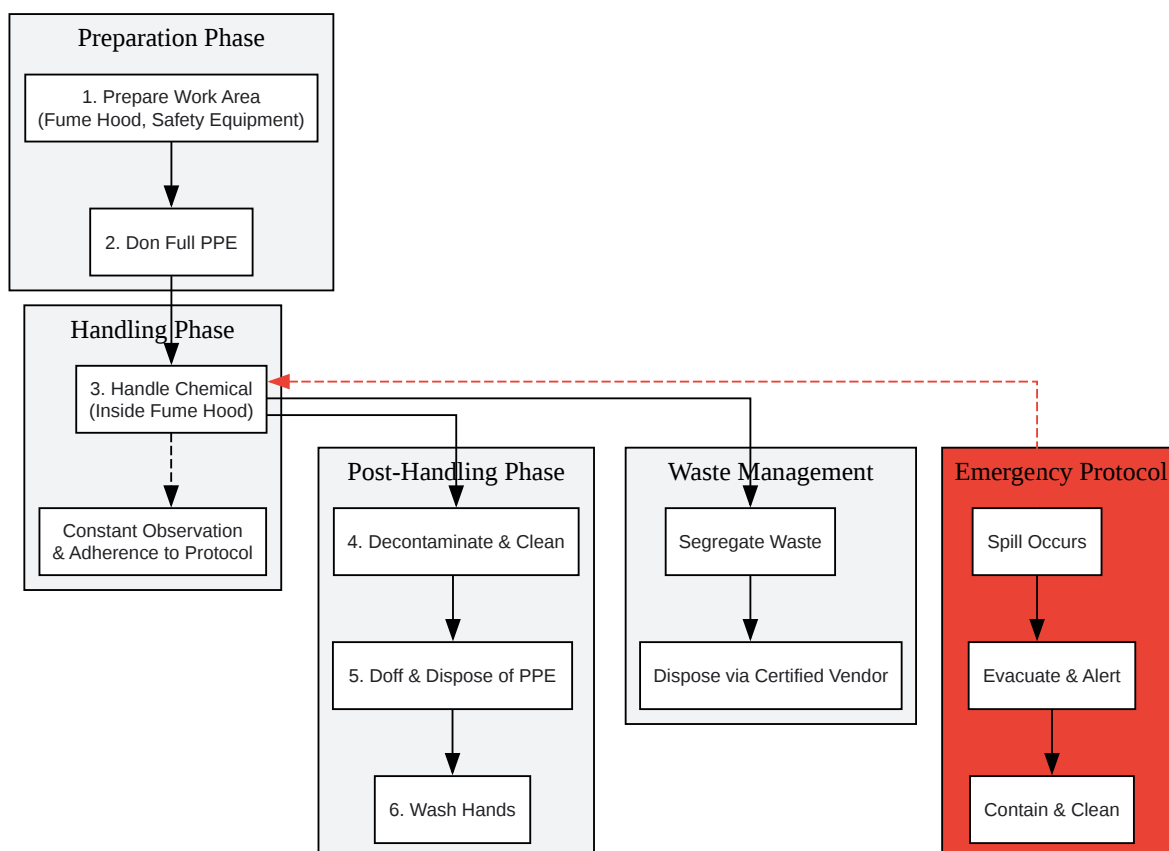 Preparation Phase
1. Prepare Work Area
(Fume Hood, Safety Equipment)
2. Don Full PPE
Handling Phase
3. Handle Chemical
(Inside Fume Hood)
Constant Observation
& Adherence to Protocol
Post-Handling Phase
4. Decontaminate & Clean
5. Doff & Dispose of PPE
6. Wash Hands
Waste Management
Segregate Waste
Dispose via Certified Vendor
Emergency Protocol
Spill Occurs
Evacuate & Alert
Contain & Clean